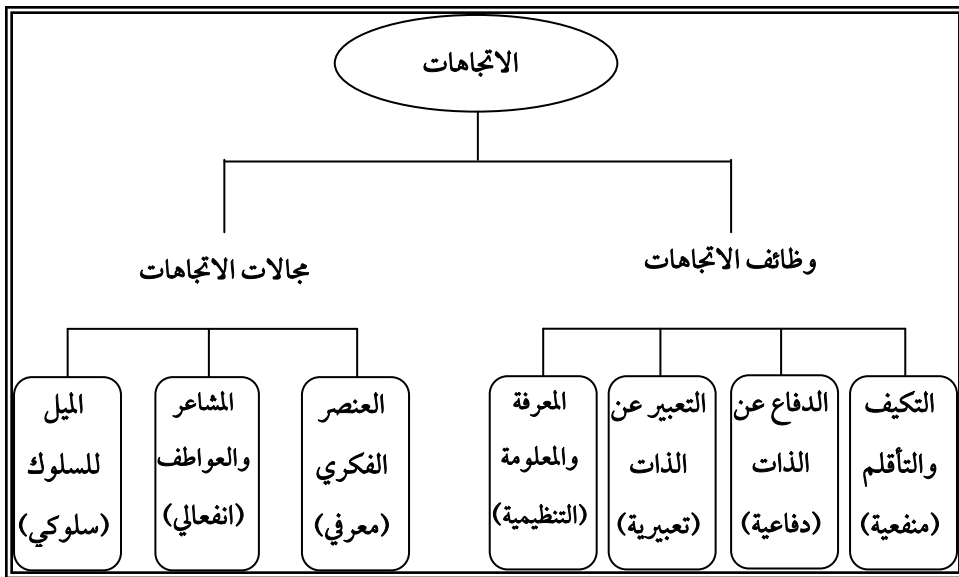 الاتجاهات
وظائف الاتجاهات
مجالات الاتجاهات
التكيف
والتأقلم
(منفعية)
الدفاع عن
الذات
(دفاعية)
التعبير عن
الذات
(تعبيرية)
المعرفة
والمعلومة
(التنظيمية)
العنصر
الفكري
(معرفي)
المشاعر
والعواطف
(انفعالي)
الميل
للسلوك
(سلوكي)